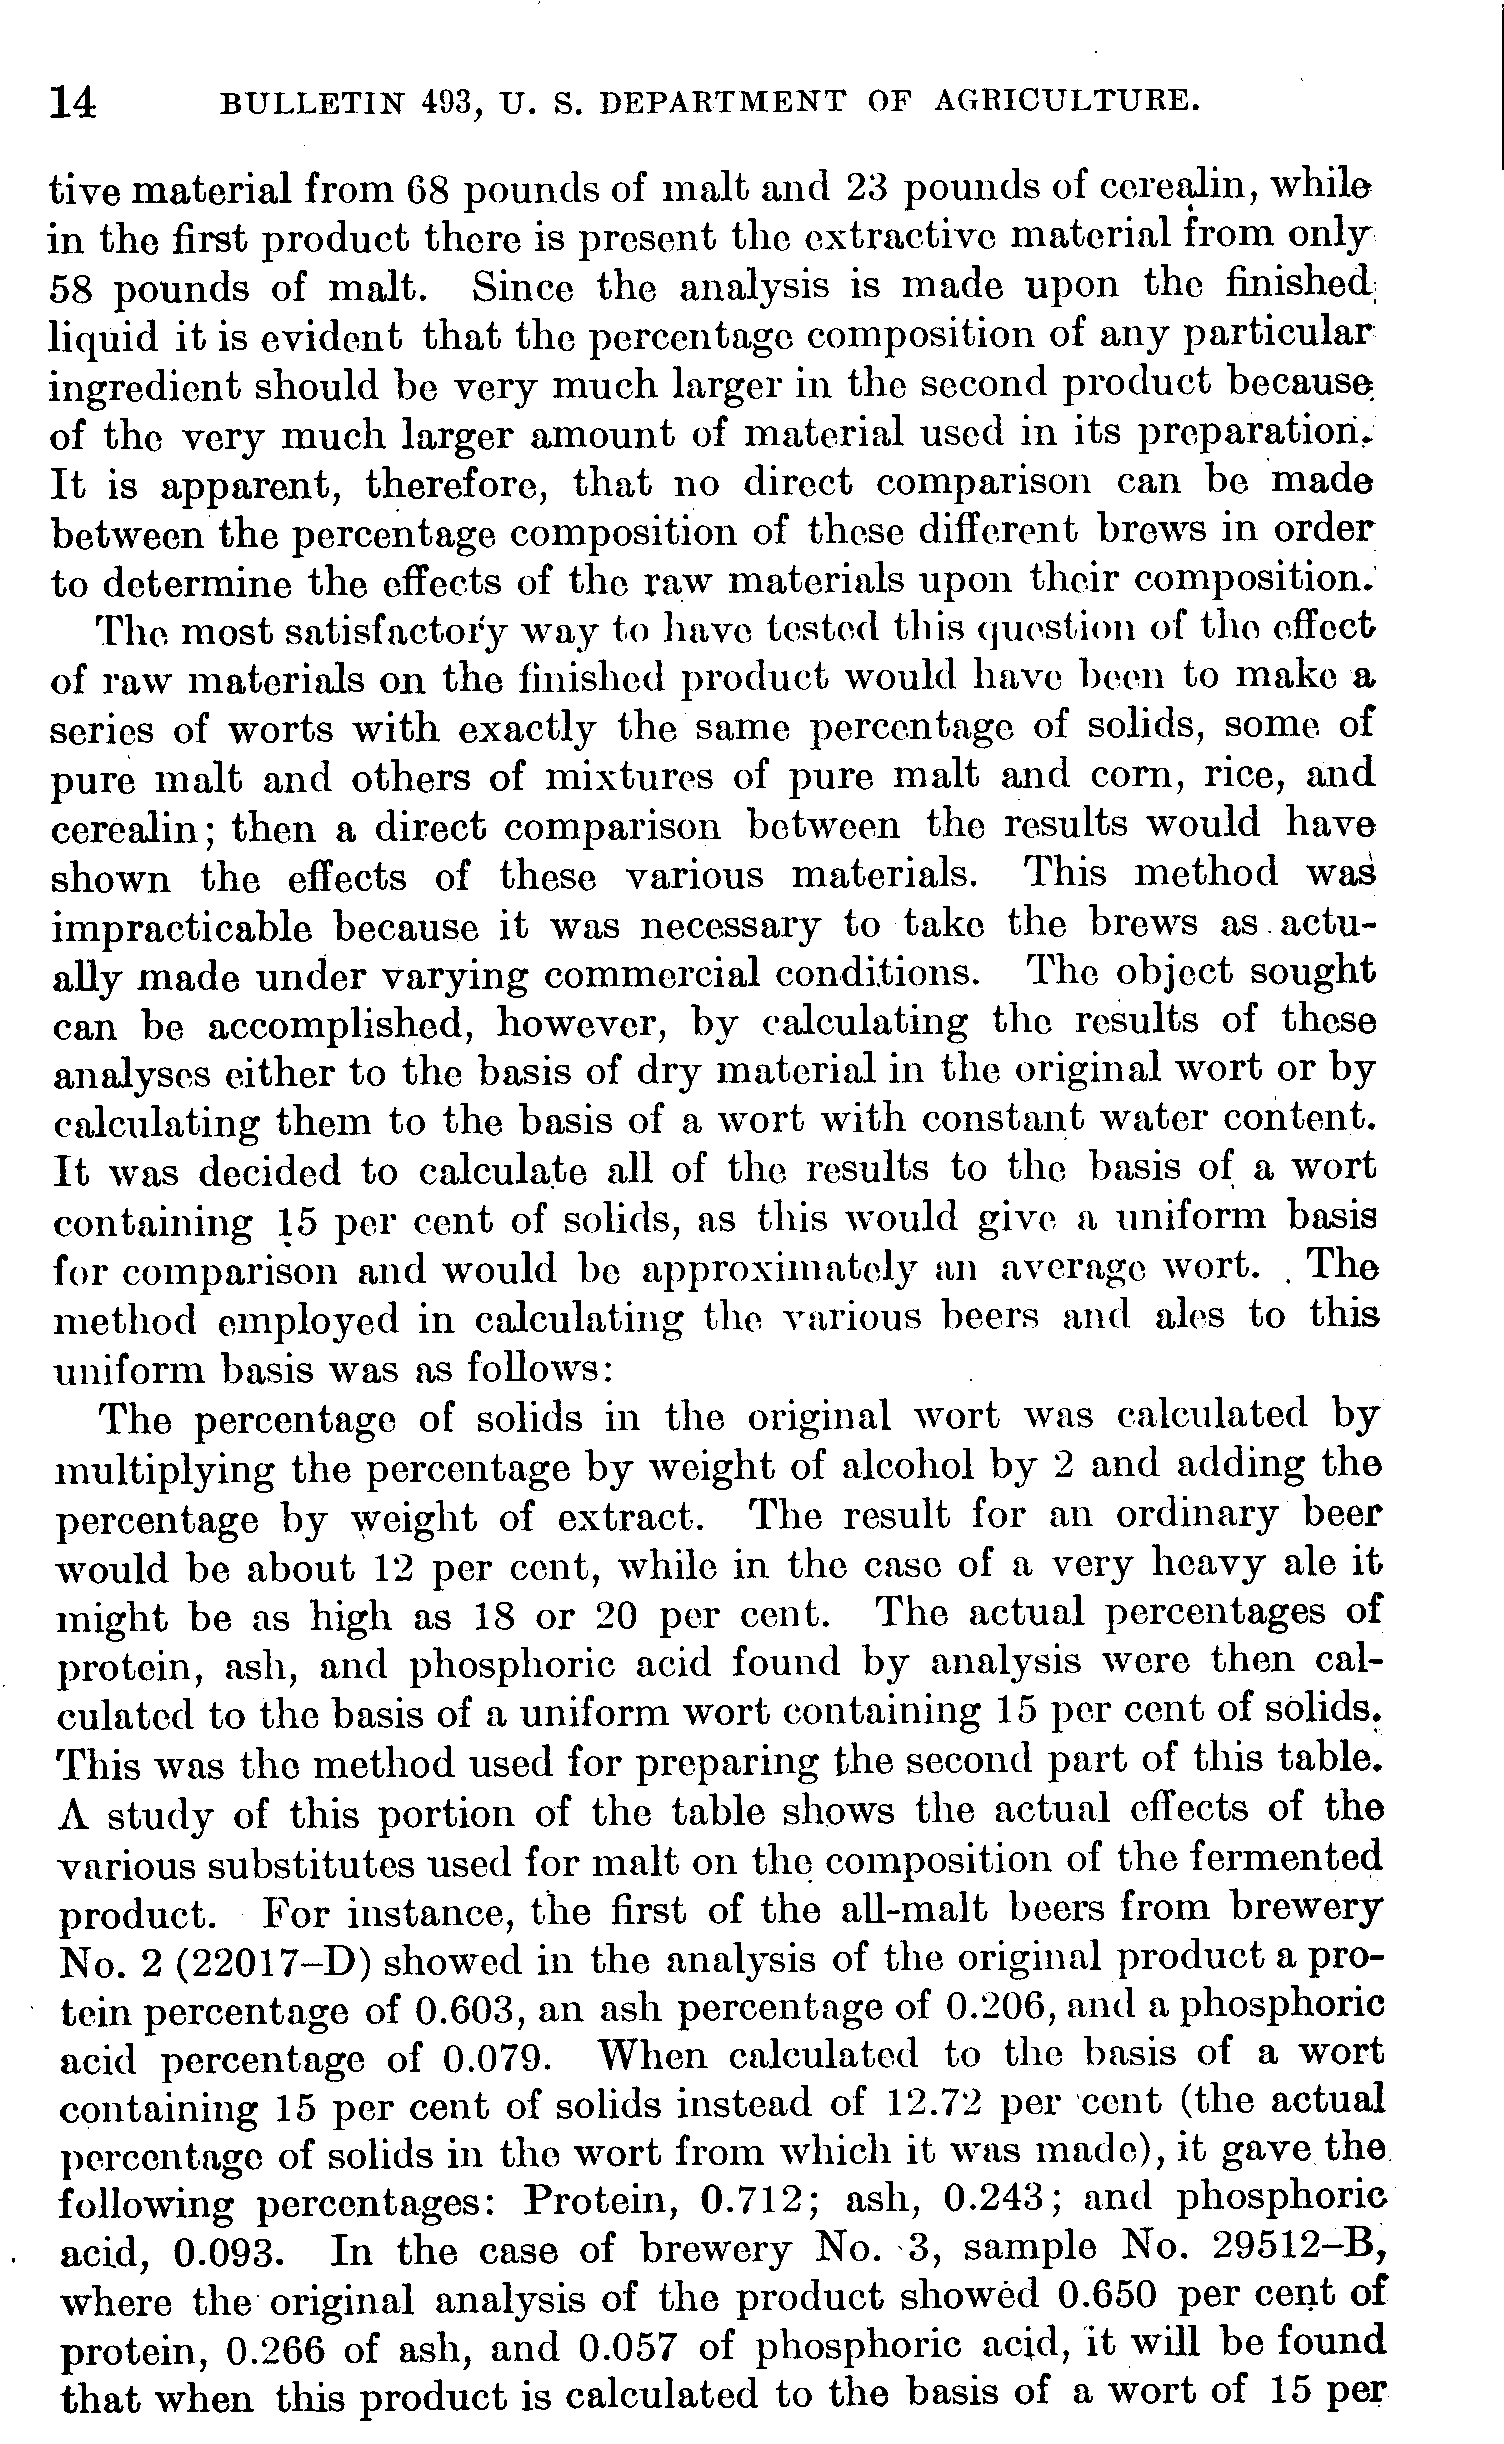 14 BULLETIN 493, U. S. DEPARTMENT OF AGRICULTURE.
tive material from 68 pounds of malt and 23 pounds of cerealin, while
in the first product there is present the extractive material from only
58 pounds of malt. Since the analysis is made upon the finished
liquid it is evident that the percentage composition of any particular
ingredient should be very much larger in the second product because
of the very much larger amount of material used in its preparation.
It is apparent, therefore, that no direct comparison can be made
between the percentage composition of these different brews in order
to determine the effects of the raw materials upon their composition.
The most satisfactory way to have tested this question of the effect
of raw materials on the finished product would have been to make a
series of worts with exactly the same percentage of solids, some of
pure malt and others of mixtures of pure malt and corn, rice, and
cerealin; then a direct comparison between the results would have
shown the effects of these various materials. This method was
impracticable because it was necessary to take the brews as actu-
ally made under varying commercial conditions. The object sought
can be accomplished, however, by calculating the results of these
analyses either to the basis of dry material in the original wort or by
calculating them to the basis of a wort with constant water content.
It was decided to calculate all of the results to the basis of a wort
containing 15 per cent of solids, as this would give a uniform basis
for comparison and would be approximately an average wort. The
method employed in calculating the various beers and ales to this
uniform basis was as follows:
The percentage of solids in the original wort was calculated by
multiplying the percentage by weight of alcohol by 2 and adding the
percentage by weight of extract. The result for an ordinary beer
would be about 12 per cent, while in the case of a very heavy ale it
might be as high as 18 or 20 per cent. The actual percentages of
protein, ash, and phosphoric acid found by analysis were then cal-
culated to the basis of a uniform wort containing 15 per cent of solids.
This was the method used for preparing the second part of this table.
A study of this portion of the table shows the actual effects of the
various substitutes used for malt on the composition of the fermented
product. For instance, the first of the all-malt beers from brewery
No. 2 (22017–D) showed in the analysis of the original product a pro-
tein percentage of 0.603, an ash percentage of 0.206, and a phosphoric
acid percentage of 0.079. When calculated to the basis of a wort
containing 15 per cent of solids instead of 12.72 per cent (the actual
percentage of solids in the wort from which it was made), it gave the
following percentages: Protein, 0.712; ash, 0.243; and phosphoric
acid, 0.093. In the case of brewery No. 3, sample No. 29512–B,
where the original analysis of the product showed 0.650 per cent of
protein, 0.266 of ash, and 0.057 of phosphoric acid, it will be found
that when this product is calculated to the basis of a wort of 15 per